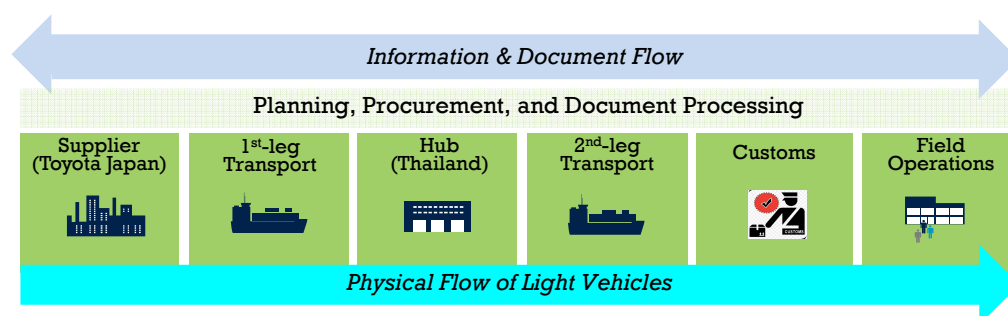 Information & Document Flow
Planning, Procurement, and Document Processing
Supplier
(Toyota Japan)
1st-leg
Transport
Hub
(Thailand)
2nd-leg
Transport
Customs
Field
Operations
CUSTOMS
Physical Flow of Light Vehicles